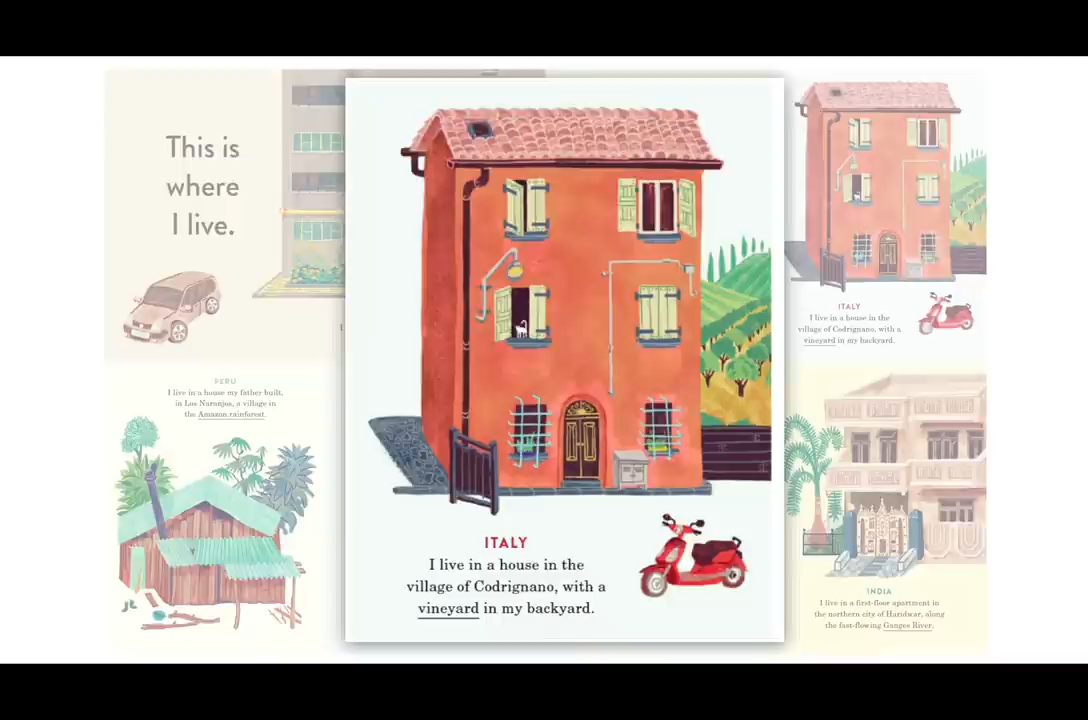 This is
where
I live.
PERU
I live in a house my father built,
in Los Naranjos, a village in
the Amazon rainforest.
ITALY
I live in a house in the
village of Codrignano, with a
vineyard in my backyard.
ITALY
I live in a house in the
village of Codrignano, with a
vineyard in my backyard.
INDIA
I live in a first-floor apartment in
the northern city of Haridwar, along
the fast-flowing Ganges River.